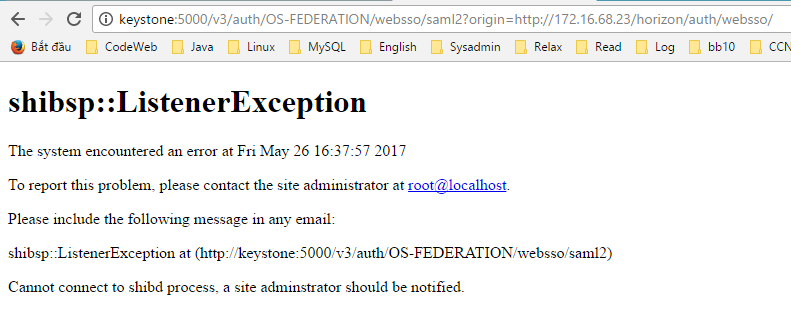 keystone:5000/v3/auth/OS-FEDERATION/websso/saml2?origin=http://172.16.68.23/horizon/auth/websso/
Bắt đầu CodeWeb Java Linux MySQL English Samyam Relax Read Log bb10 CCN
shibsp::ListenerException
The system encountered an error at Fri May 26 16:37:57 2017
To report this problem, please contact the site administrator at root@localhost.
Please include the following message in any email:
shibsp::ListenerException at (http://keystone:5000/v3/auth/OS-FEDERATION/websso/saml2)
Cannot connect to shibd process, a site adminstrator should be notified.